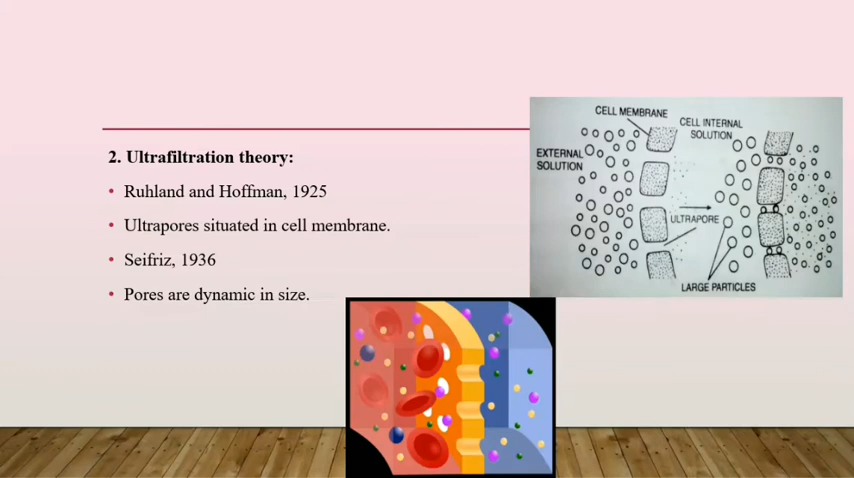 2. Ultrafiltration theory:
• Ruhland and Hoffman, 1925
• Ultrapores situated in cell membrane.
• Seifriz, 1936
• Pores are dynamic in size.
CELL MEMBRANE
CELL INTERNAL
SOLUTION
EXTERNAL
SOLUTION
ULTRAPORE
LARGE PARTICLES